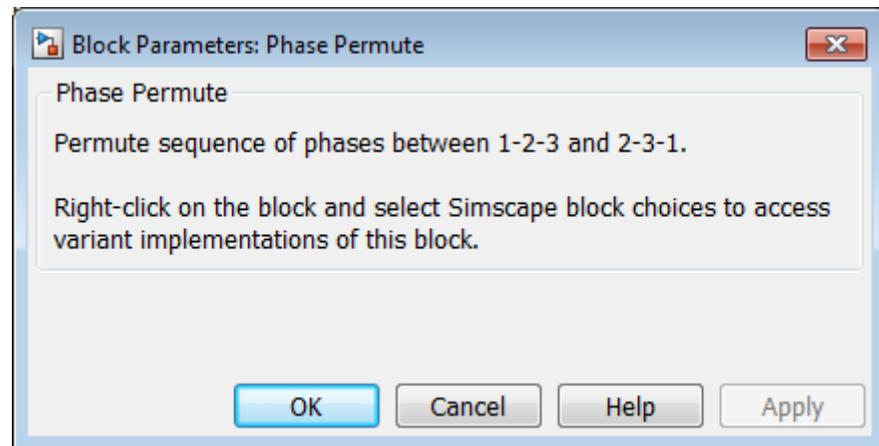 Block Parameters: Phase Permute
Phase Permute
Permute sequence of phases between 1-2-3 and 2-3-1.
Right-click on the block and select Simscape block choices to access
variant implementations of this block.
OK Cancel Help Apply